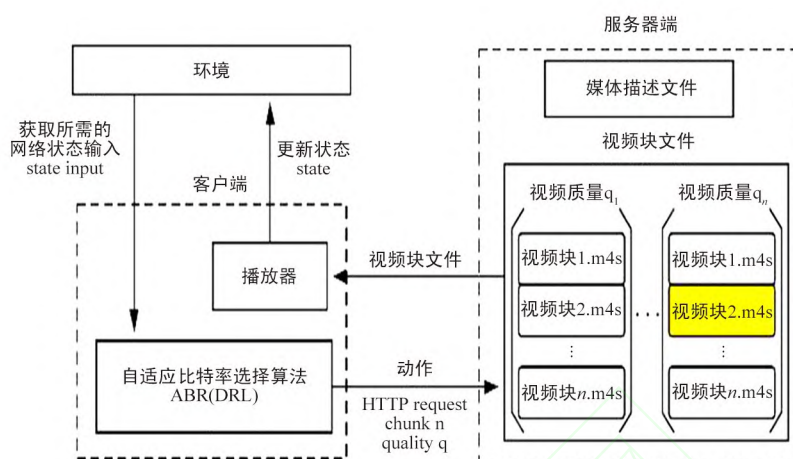 服务器端
环境
媒体描述文件
获取所需的
网络状态输入
state input
更新状态
state
视频块文件
客户端
视频质量q1
视频质量qn
播放器
视频块文件
视频块1.m4s
视频块2.m4s
⋮
视频块n.m4s
...
视频块1.m4s
视频块2.m4s
⋮
视频块n.m4s
自适应比特率选择算法
ABR(DRL)
动作
HTTP request
chunk n
quality q